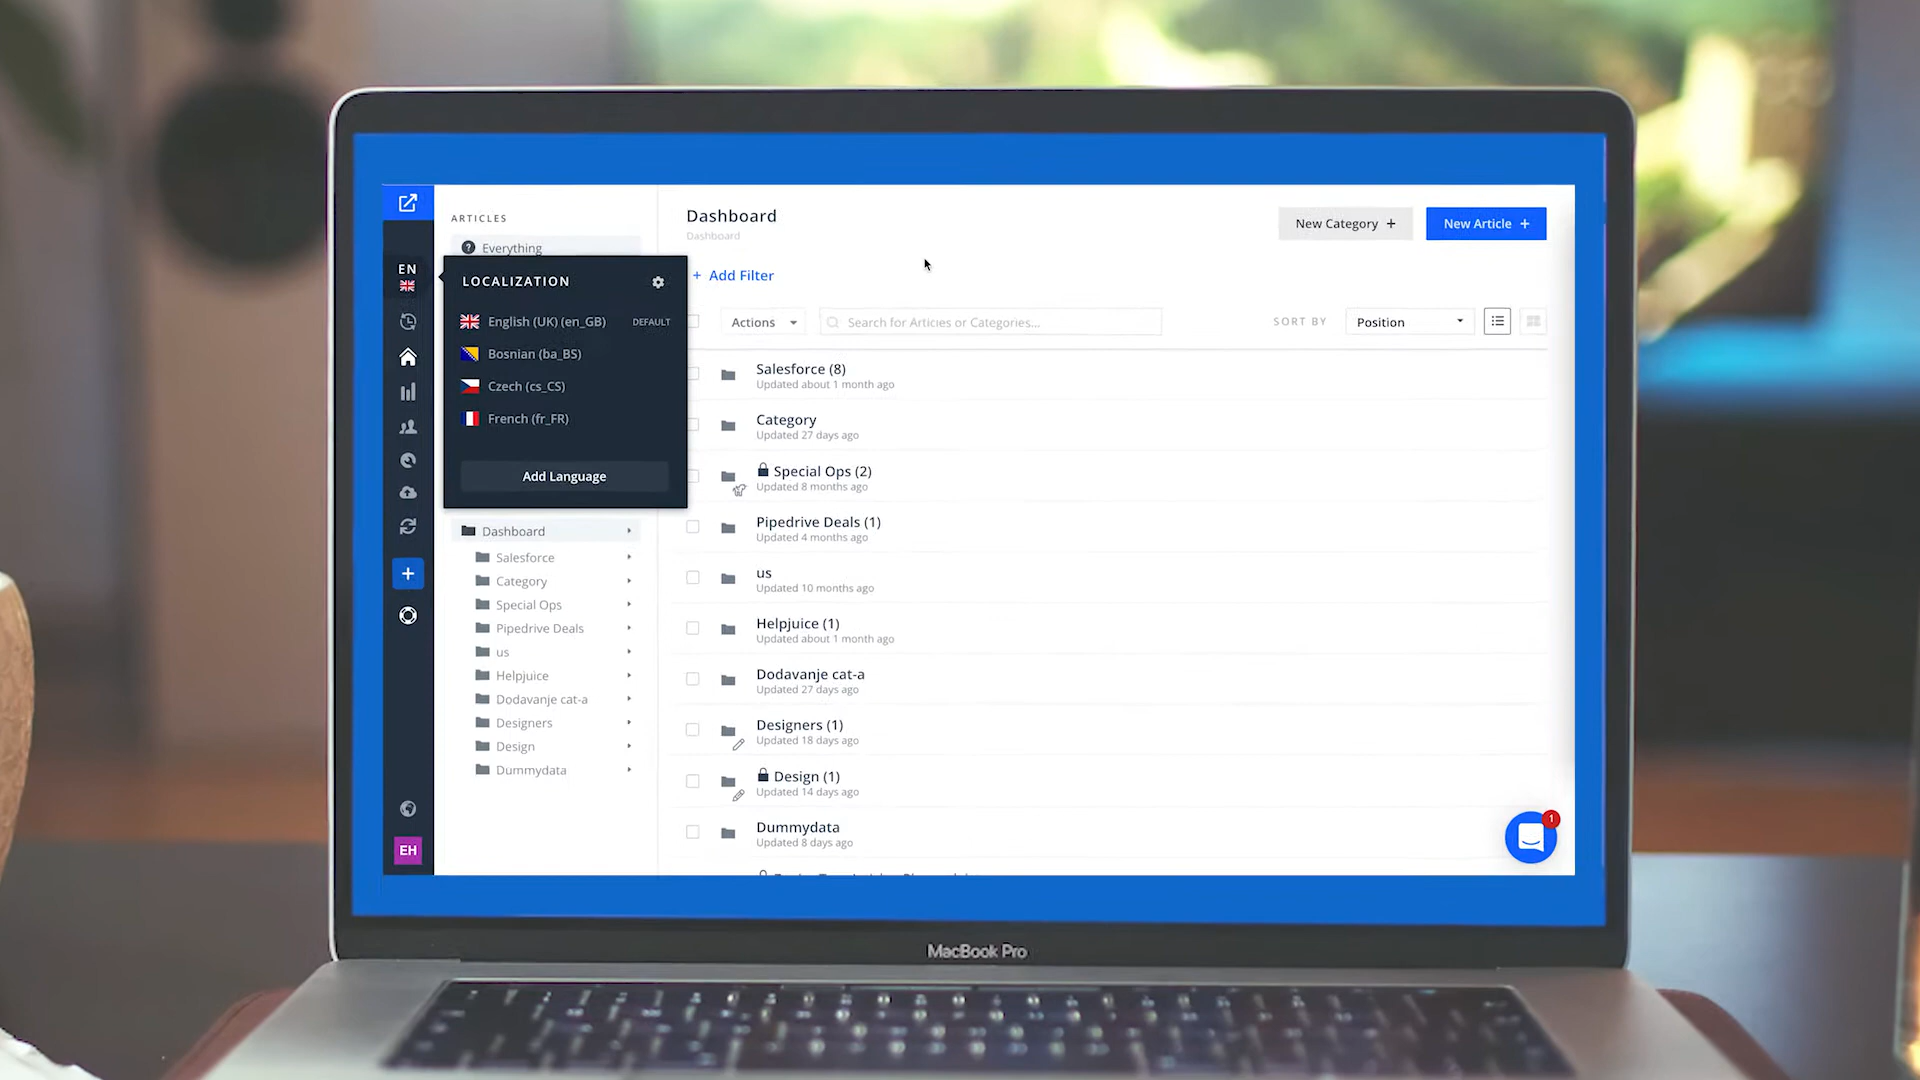 ARTICLES
Everything
EN
LOCALIZATION
English (UK) (en_GB) DEFAULT
Bosnian (ba_BS)
Czech (cs_CS)
French (fr_FR)
Add Language
Dashboard
Salesforce
Category
Special Ops
Pipedrive Deals
us
Helpjuice
Dodavanje cat-a
Designers
Design
Dummydata
EH
Dashboard
Dashboard
New Category +
New Article +
+ Add Filter
Actions
Search for Articles or Categories...
SORT BY
Position
Salesforce (8)
Updated about 1 month ago
Category
Updated 27 days ago
Special Ops (2)
Updated 8 months ago
Pipedrive Deals (1)
Updated 4 months ago
us
Updated 10 months ago
Helpjuice (1)
Updated about 1 month ago
Dodavanje cat-a
Updated 27 days ago
Designers (1)
Updated 18 days ago
Design (1)
Updated 14 days ago
Dummydata
Updated 8 days ago
1
MacBook Pro